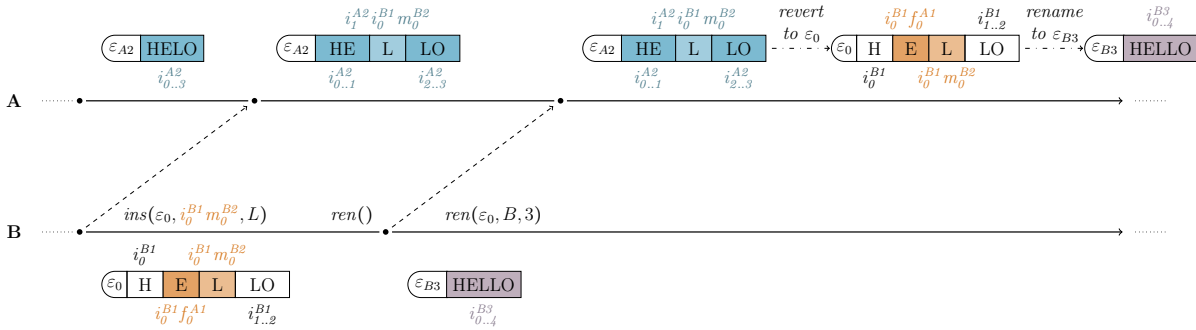 i_1^{A2} i_0^{B1} m_0^{B2} i_1^{A2} i_0^{B1} m_0^{B2} revert to ε_0 i_0^{B1} f_0^{A1} i_{1..2}^{B1} rename to ε_{B3} i_{0..4}^{B3}
ε_{A2} HELO ε_{A2} HE L LO ε_{A2} HE L LO ε_0 H E L LO ε_{B3} HELLO
i_{0..3}^{A2} i_{0..1}^{A2} i_{2..3}^{A2} i_{0..1}^{A2} i_{2..3}^{A2} i_0^{B1} i_0^{B1} m_0^{B2}
A
ins(ε_0, i_0^{B1} m_0^{B2}, L) ren() ren(ε_0, B, 3)
B
i_0^{B1} i_0^{B1} m_0^{B2}
ε_0 H E L LO ε_{B3} HELLO
i_0^{B1} f_0^{A1} i_{1..2}^{B1} i_{0..4}^{B3}